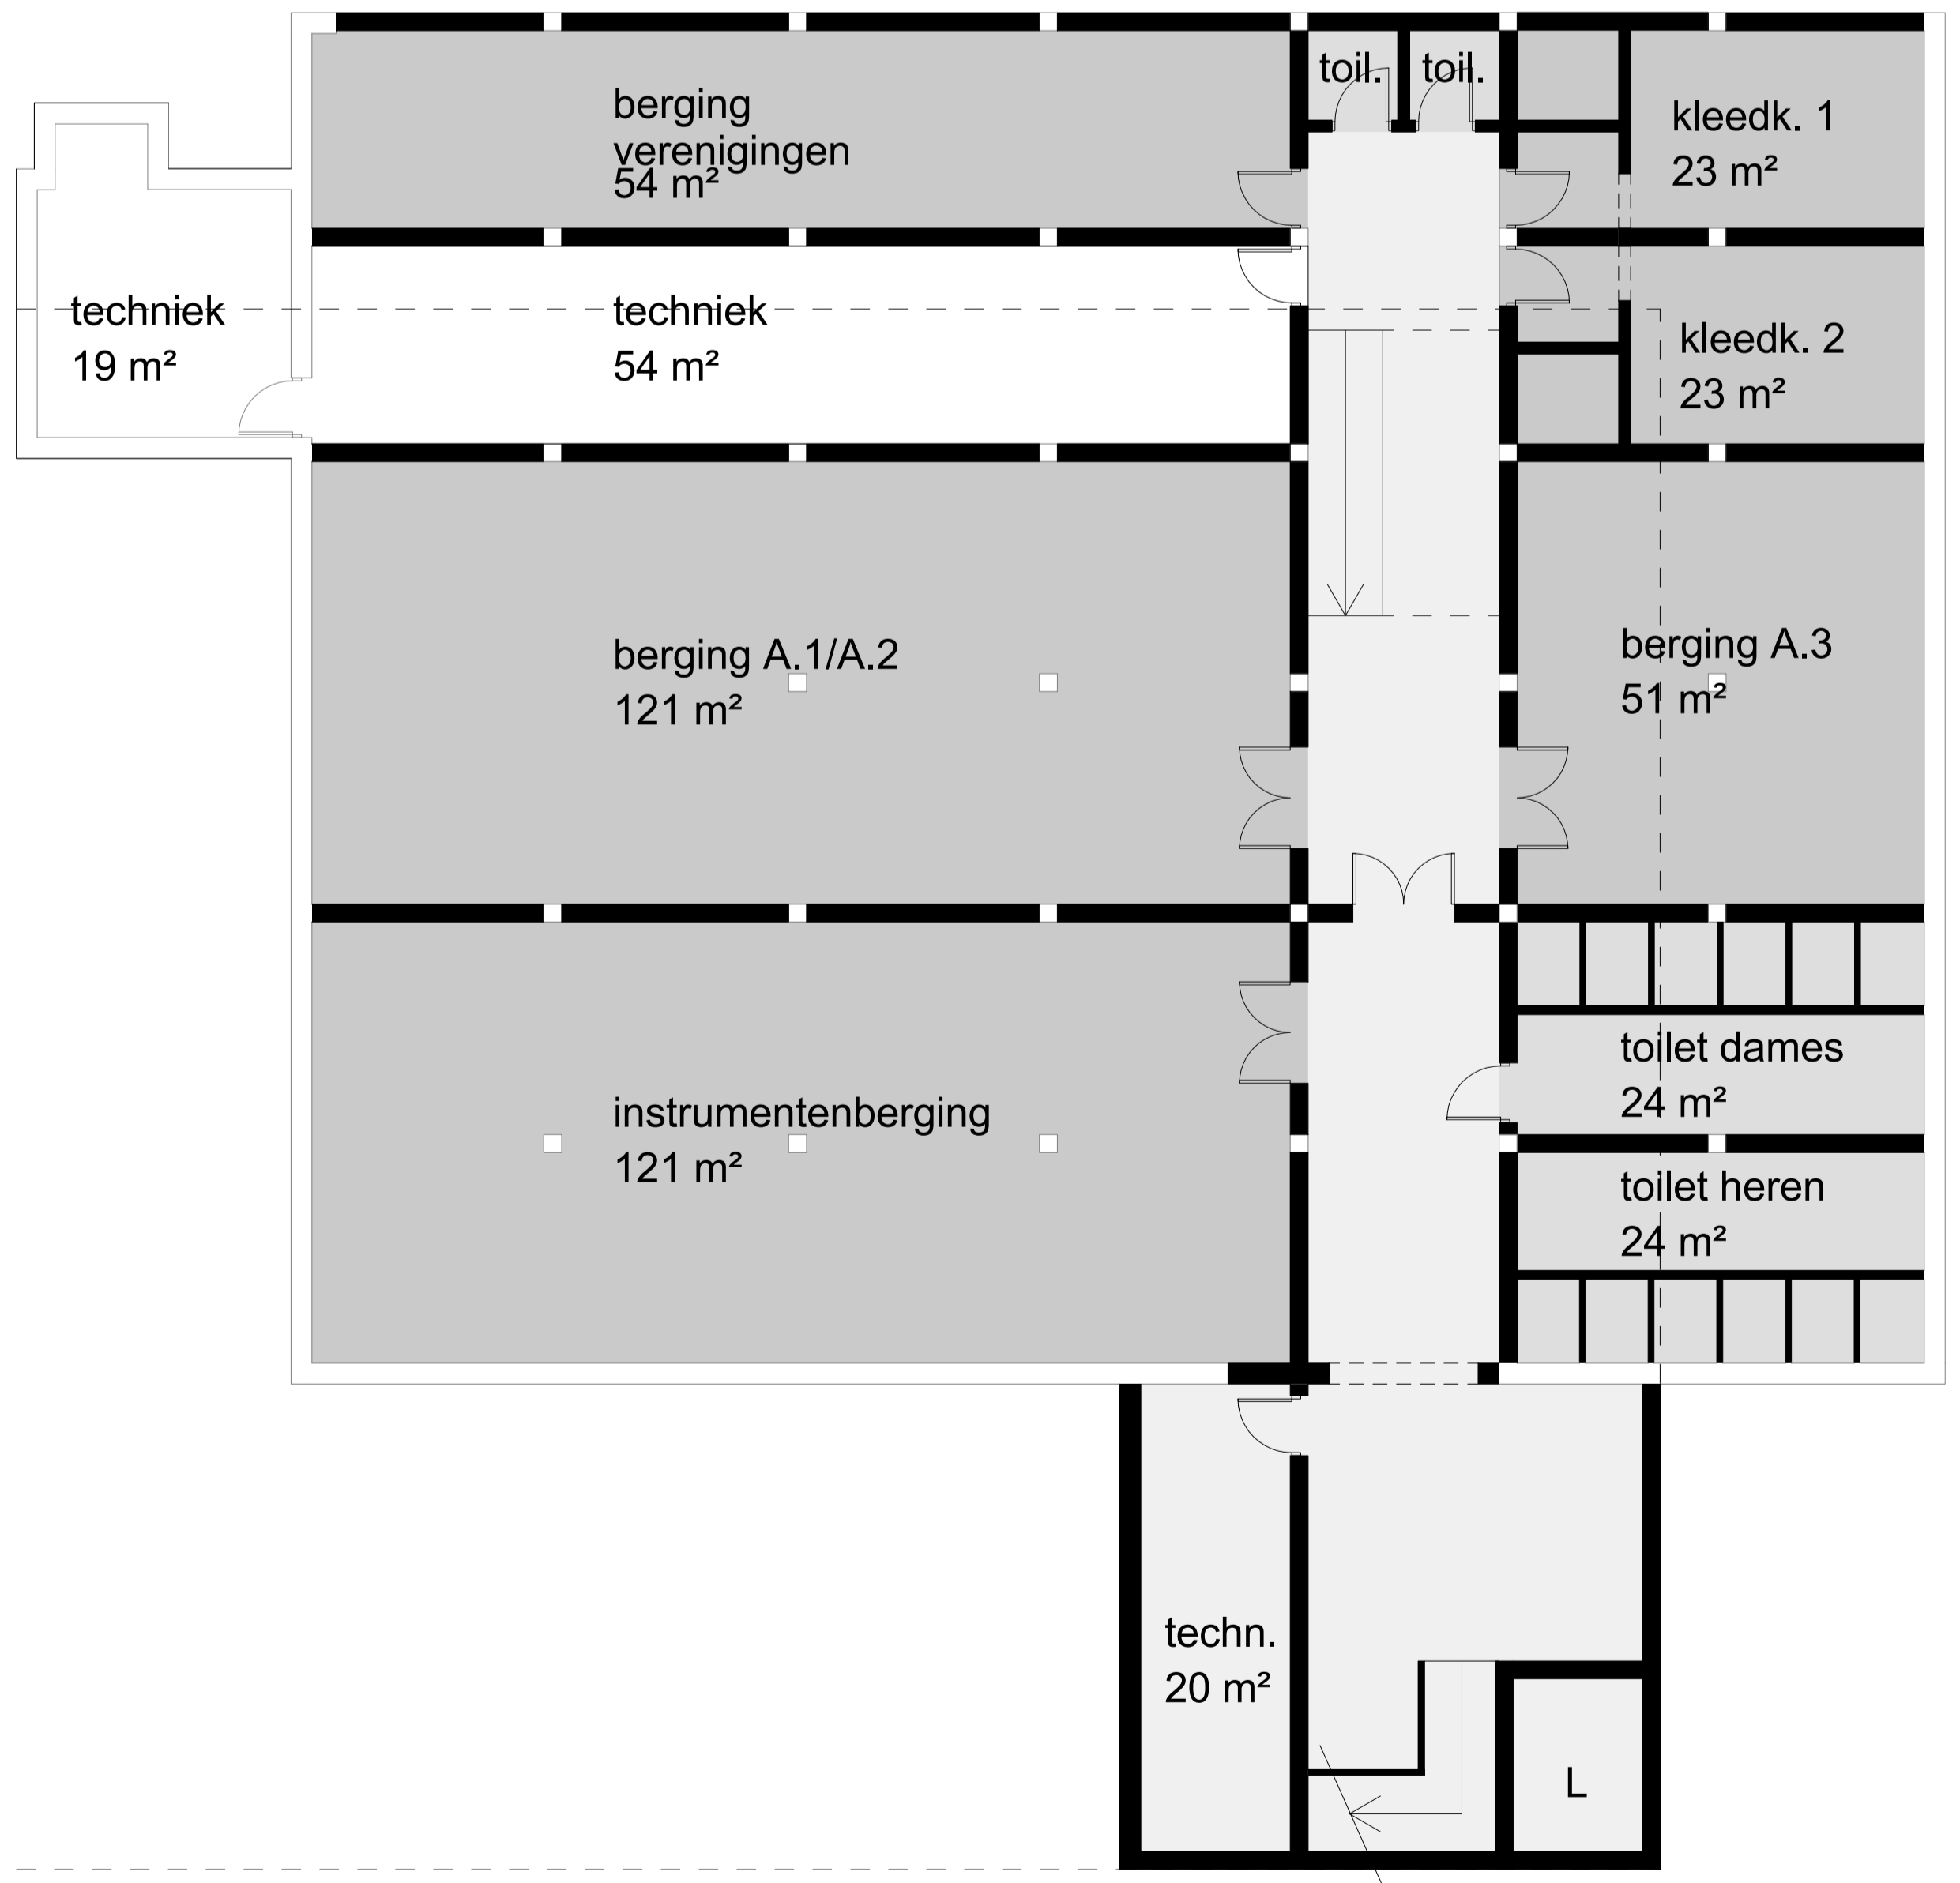 toil.
toil.
berging
verenigingen
54 m²
kleedk. 1
23 m²
techniek
19 m²
techniek
54 m²
kleedk. 2
23 m²
berging A.1/A.2
121 m²
berging A.3
51 m²
toilet dames
24 m²
instrumentenberging
121 m²
toilet heren
24 m²
techn.
20 m²
L